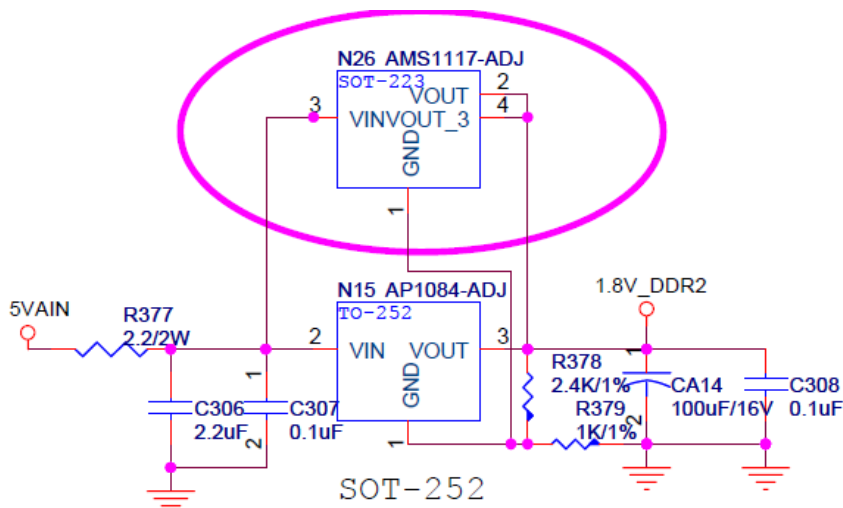 N26 AMS1117-ADJ
SOT-223
VOUT
2
3
4
VINVOUT_3
GND
1
N15 AP1084-ADJ
TO-252
1.8V_DDR2
5VAIN
R377
2.2/2W
2
3
VIN
VOUT
GND
1
R378
2.4K/1%
1
CA14
C308
C306
1
C307
R379
100uF/16V
0.1uF
2.2uF
2
0.1uF
1
1K/1%
2
SOT-252